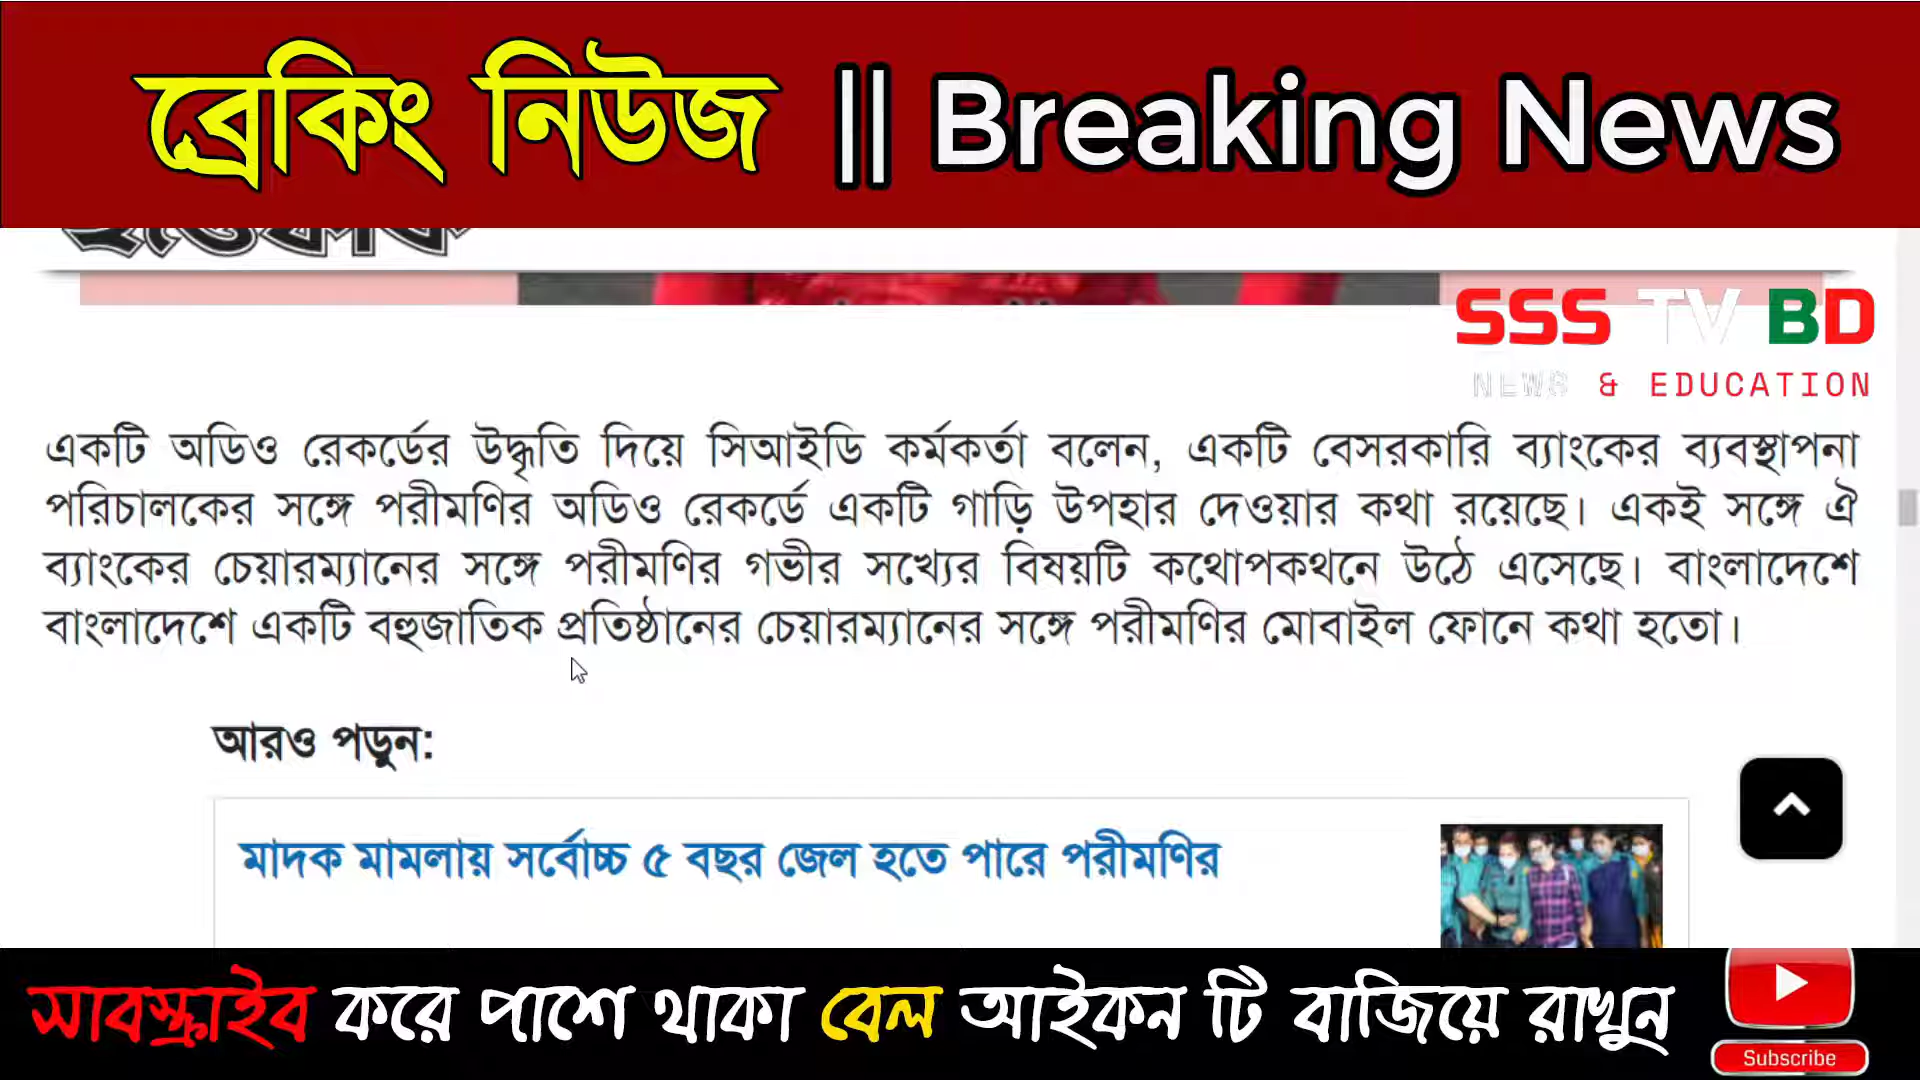 ব্রেকিং নিউজ || Breaking News
SSS TV BD
NEWS & EDUCATION
একটি অডিও রেকর্ডের উদ্ধৃতি দিয়ে সিআইডি কর্মকর্তা বলেন, একটি বেসরকারি ব্যাংকের ব্যবস্থাপনা
পরিচালকের সঙ্গে পরীমণির অডিও রেকর্ডে একটি গাড়ি উপহার দেওয়ার কথা রয়েছে। একই সঙ্গে ঐ
ব্যাংকের চেয়ারম্যানের সঙ্গে পরীমণির গভীর সখ্যের বিষয়টি কথোপকথনে উঠে এসেছে। বাংলাদেশে
বাংলাদেশে একটি বহুজাতিক প্রতিষ্ঠানের চেয়ারম্যানের সঙ্গে পরীমণির মোবাইল ফোনে কথা হতো।
আরও পড়ুন:
মাদক মামলায় সর্বোচ্চ ৫ বছর জেল হতে পারে পরীমণির
সাবস্ক্রাইব করে পাশে থাকা বেল আইকন টি বাজিয়ে রাখুন
Subscribe